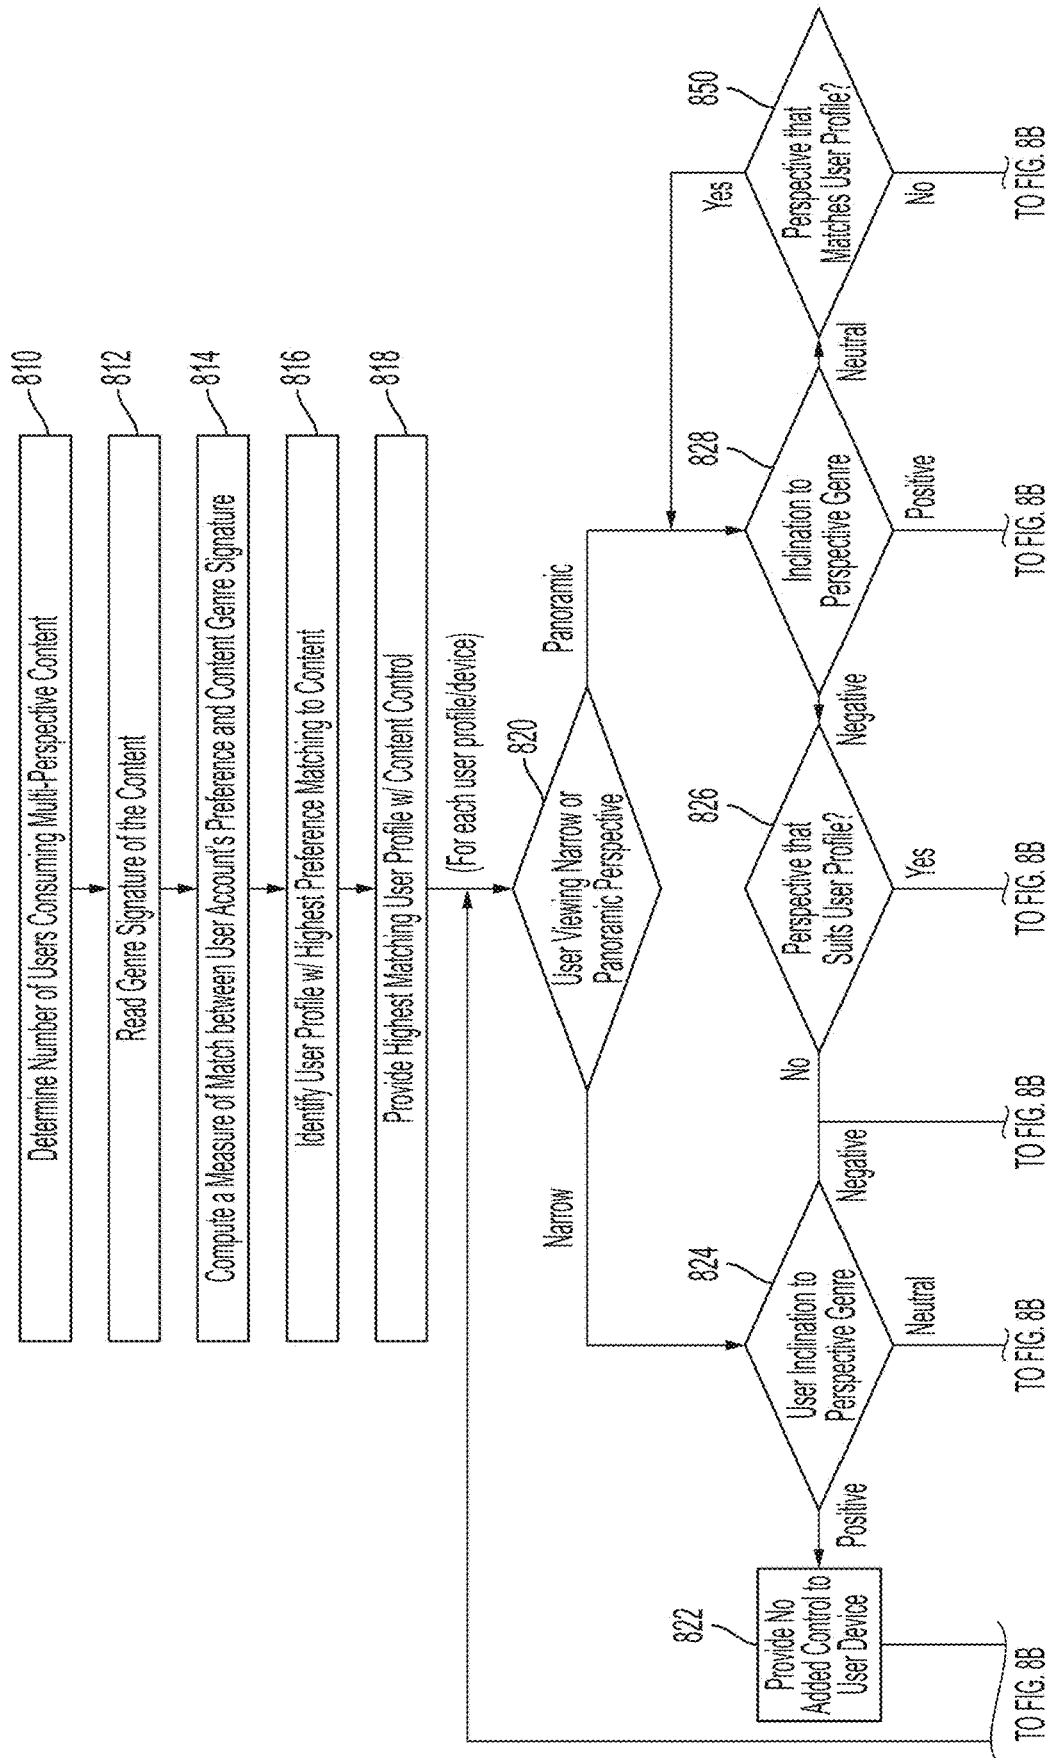 Determine Number of Users Consuming Multi-Perspective Content
810
Read Genre Signature of the Content
812
Compute a Measure of Match between User Account's Preference and Content Genre Signature
814
Identify User Profile w/ Highest Preference Matching to Content
816
Provide Highest Matching User Profile w/ Content Control
818
(For each user profile/device)
820
User Viewing Narrow or
Panoramic Perspective
Narrow
Panoramic
822
Provide No
Added Control to
User Device
Positive
824
User Inclination to
Perspective Genre
Negative
Neutral
No
826
Perspective that
Suits User Profile?
Yes
Negative
828
Inclination to
Perspective Genre
Positive
Neutral
Yes
850
Perspective that
Matches User Profile?
No
TO FIG. 8B
TO FIG. 8B
TO FIG. 8B
TO FIG. 8B
TO FIG. 8B
TO FIG. 8B